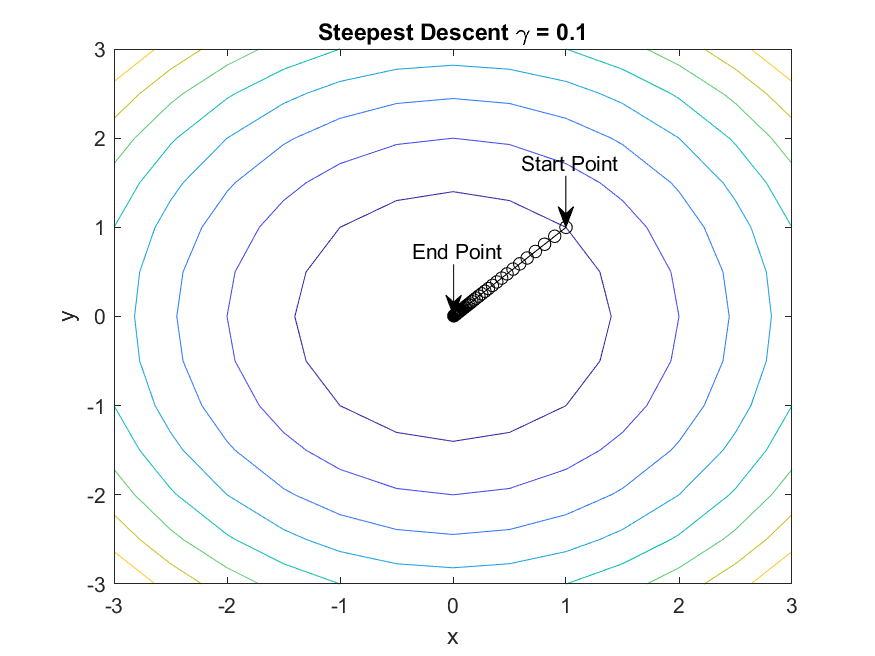 Steepest Descent γ = 0.1
3
2
Start Point
1
End Point
y
0
-1
-2
-3
-3 -2 -1 0 1 2 3
x